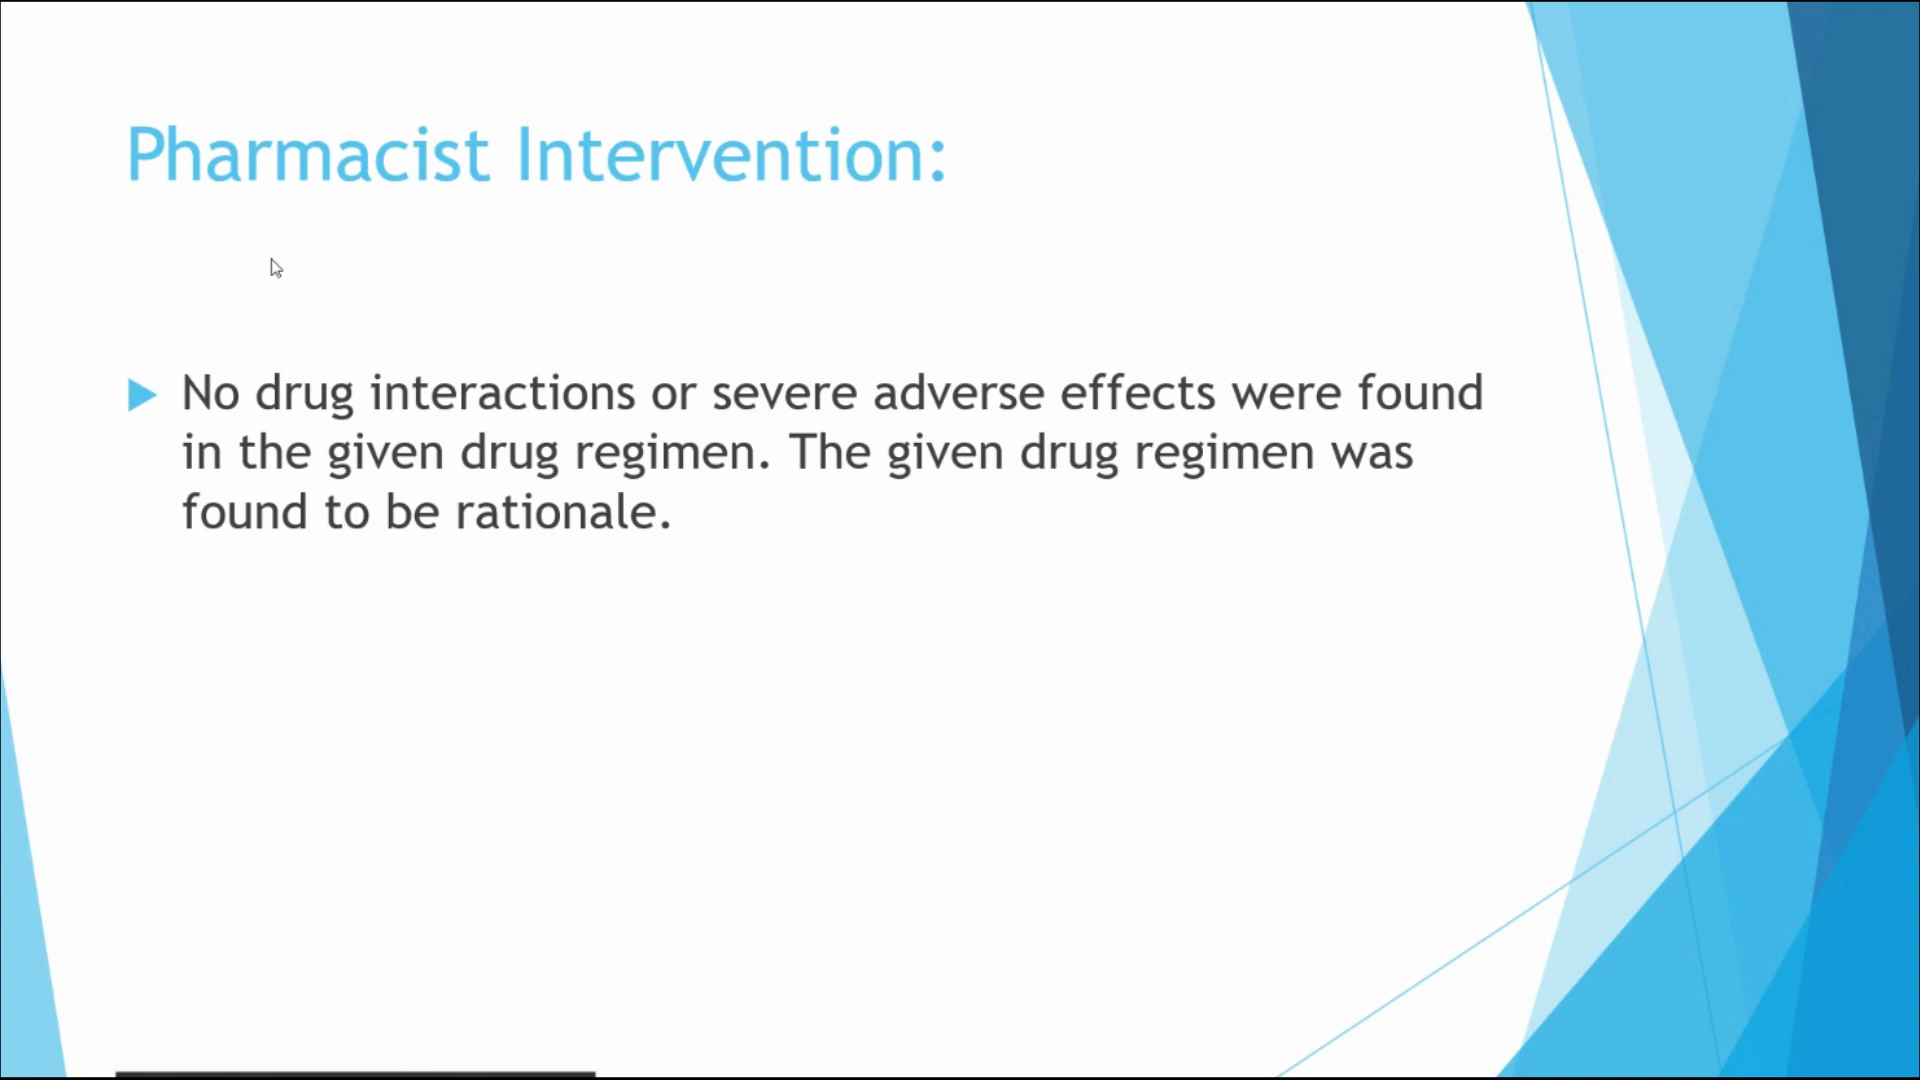 Pharmacist Intervention:
No drug interactions or severe adverse effects were found
in the given drug regimen. The given drug regimen was
found to be rationale.